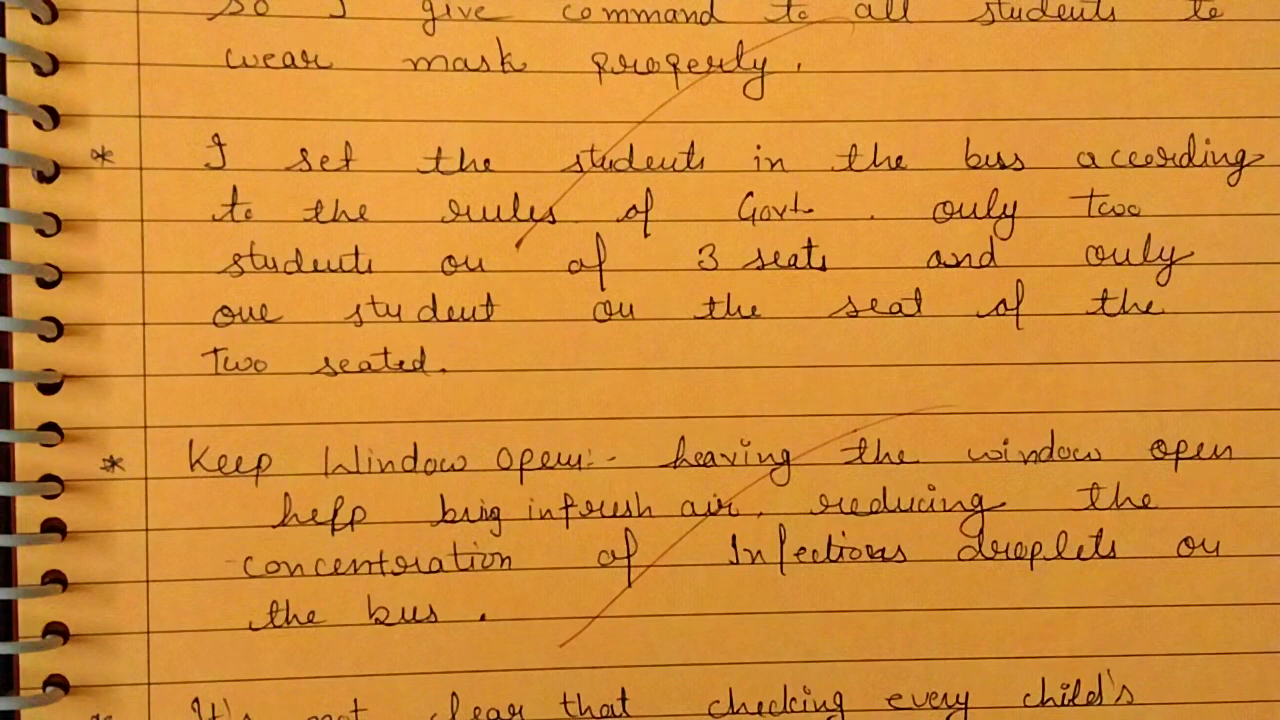 so I give command to all students to
wear mask properly.
* I set the students in the bus according
to the rules of Govt. only two
students on of 3 seats and only
one student on the seat of the
Two seated.
* Keep Window open:- heaving the window open
help brig in fresh air, reducing the
concentration of Infectious droplets on
the bus.
It's not clear that checking every child's